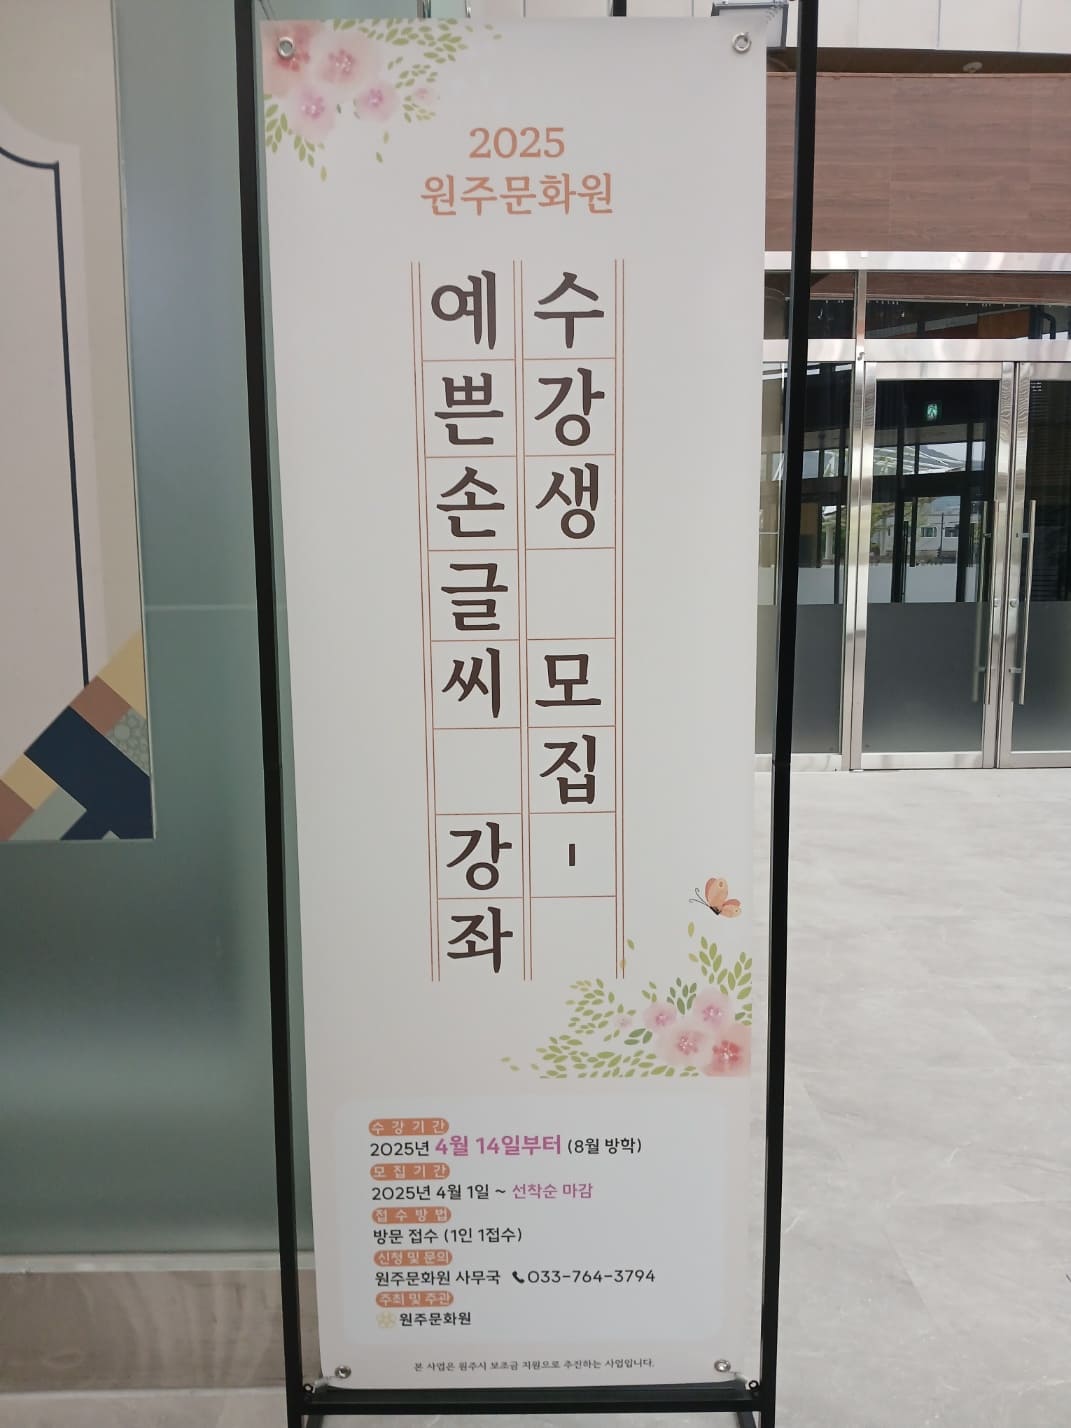 2025
원주문화원
예쁜손글씨 강좌
수강생 모집
수강기간
2025년 4월 14일부터 (8월 방학)
모집기간
2025년 4월 1일 ~ 선착순 마감
접수방법
방문 접수 (1인 1접수)
신청 및 문의
원주문화원 사무국 033-764-3794
주최 및 주관
원주문화원
본 사업은 원주시 보조금 지원으로 추진하는 사업입니다.